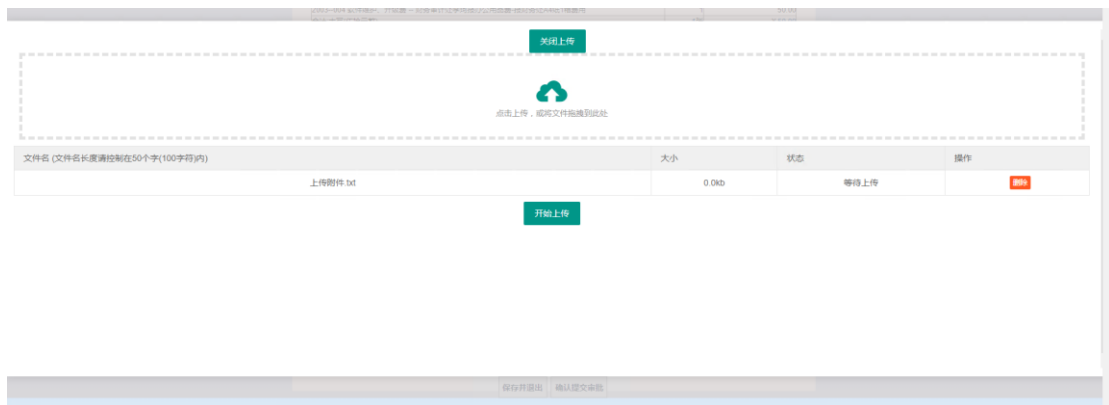 关闭上传
点击上传，或将文件拖拽到此处
文件名 (文件名长度请控制在50个字(100字符)内) 大小 状态 操作
上传附件.txt 0.0kb 等待上传 删除
开始上传
保存并退出 确认提交审批